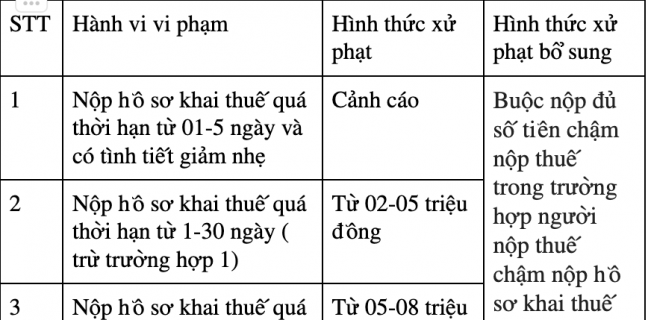 STT
Hành vi vi phạm
Hình thức xử
phạt
Hình thức xử
phạt bổ sung
1
Nộp hồ sơ khai thuế quá
thời hạn từ 01-5 ngày và
có tình tiết giảm nhẹ
Cảnh cáo
Buộc nộp đủ
số tiền chậm
nộp thuế
trong trường
hợp người
nộp thuế
chậm nộp hồ
sơ khai thuế
2
Nộp hồ sơ khai thuế quá
thời hạn từ 1-30 ngày (
trừ trường hợp 1)
Từ 02-05 triệu
đồng
3
Nộp hồ sơ khai thuế quá
Từ 05-08 triệu